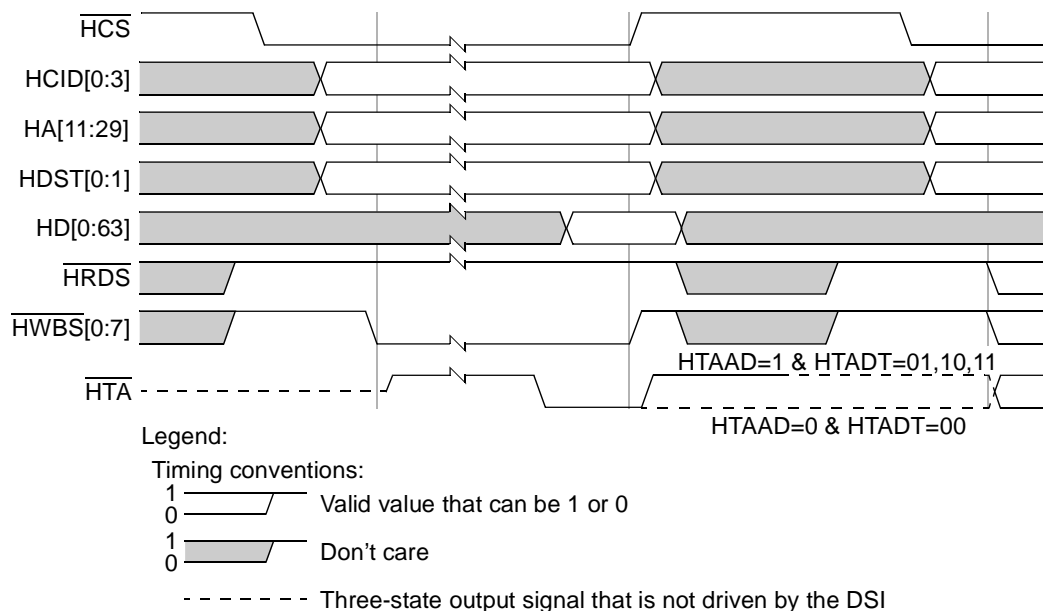 HCS
HCID[0:3]
HA[11:29]
HDST[0:1]
HD[0:63]
HRDS
HWBS[0:7]
HTAAD=1 & HTADT=01,10,11
HTA
HTAAD=0 & HTADT=00
Legend:
Timing conventions:
1
0
Valid value that can be 1 or 0
1
0
Don't care
Three-state output signal that is not driven by the DSI